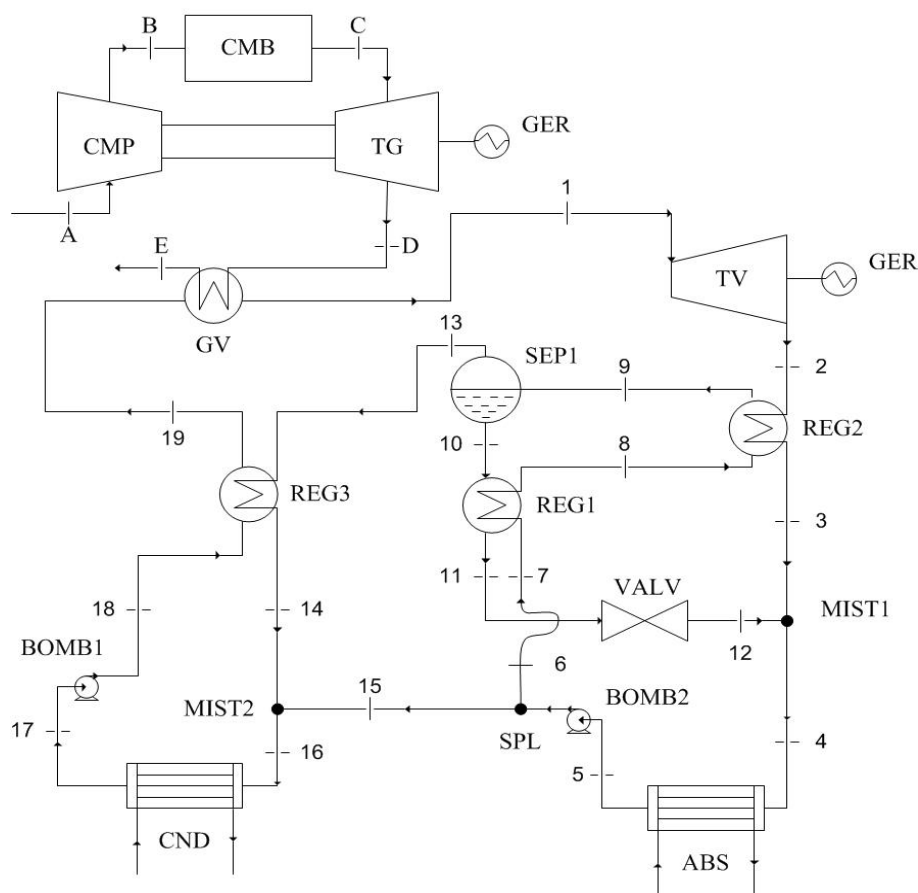 B
CMB
C
CMP
TG
GER
A
E
D
1
TV
GER
GV
13
SEP1
9
2
19
10
8
REG2
REG3
REG1
3
11
7
VALV
MIST1
18
14
12
BOMB1
6
15
BOMB2
MIST2
SPL
17
16
5
4
CND
ABS